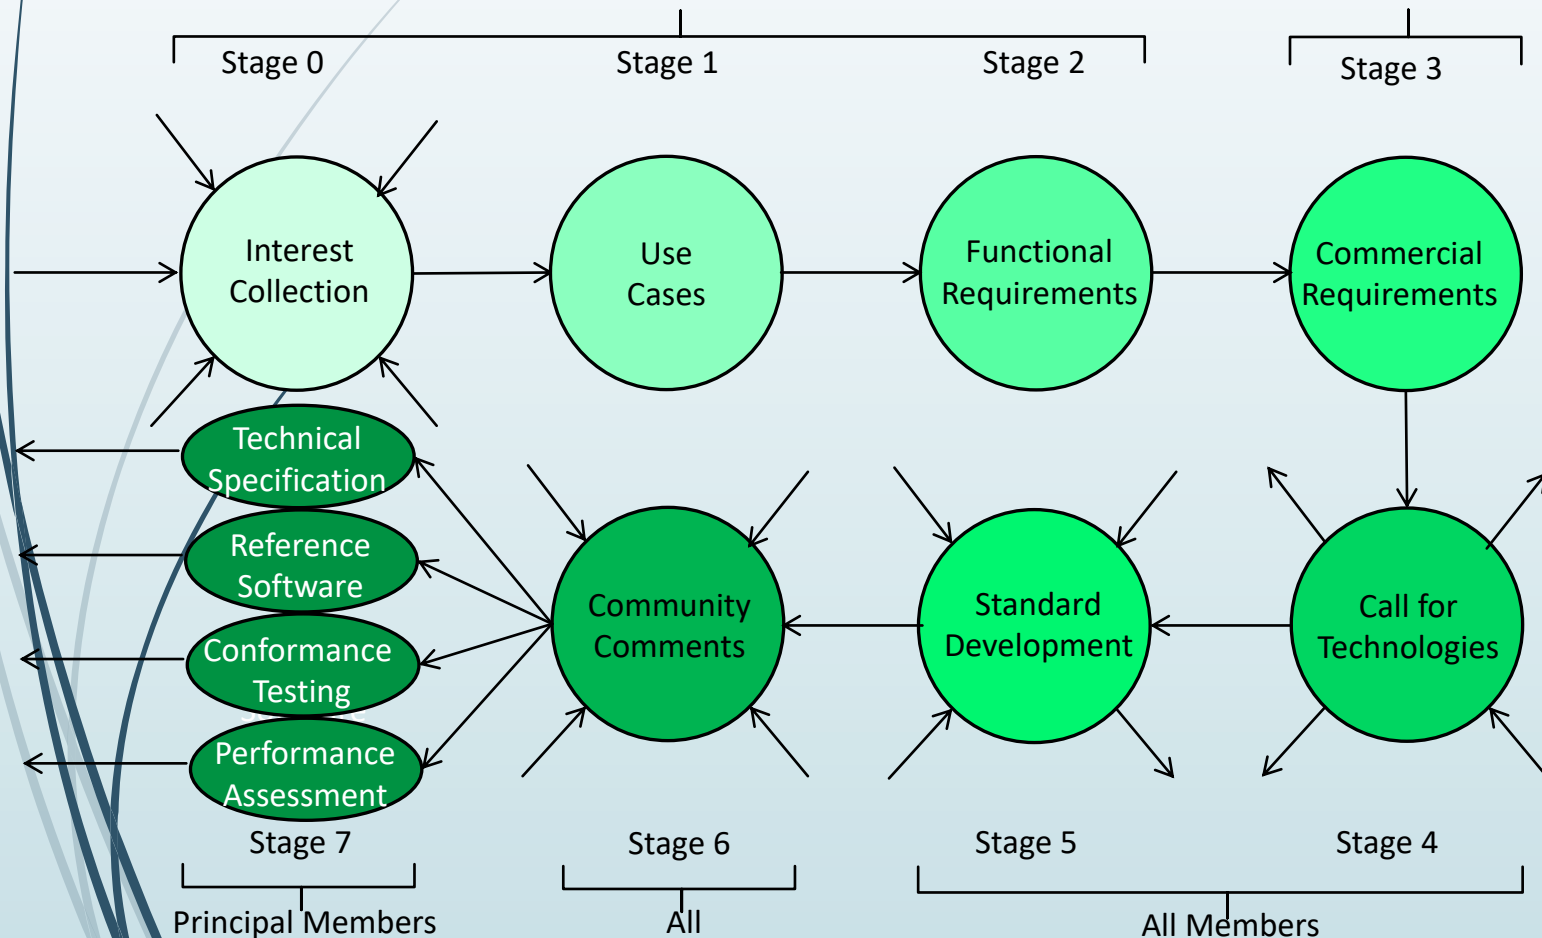 Stage 0
Stage 1
Stage 2
Stage 3
Interest
Collection
Use
Cases
Functional
Requirements
Commercial
Requirements
Technical
Specification
Reference
Software
Conformance
Testing
Performance
Assessment
Community
Comments
Standard
Development
Call for
Technologies
Stage 7
Stage 6
Stage 5
Stage 4
Principal Members
All
All Members